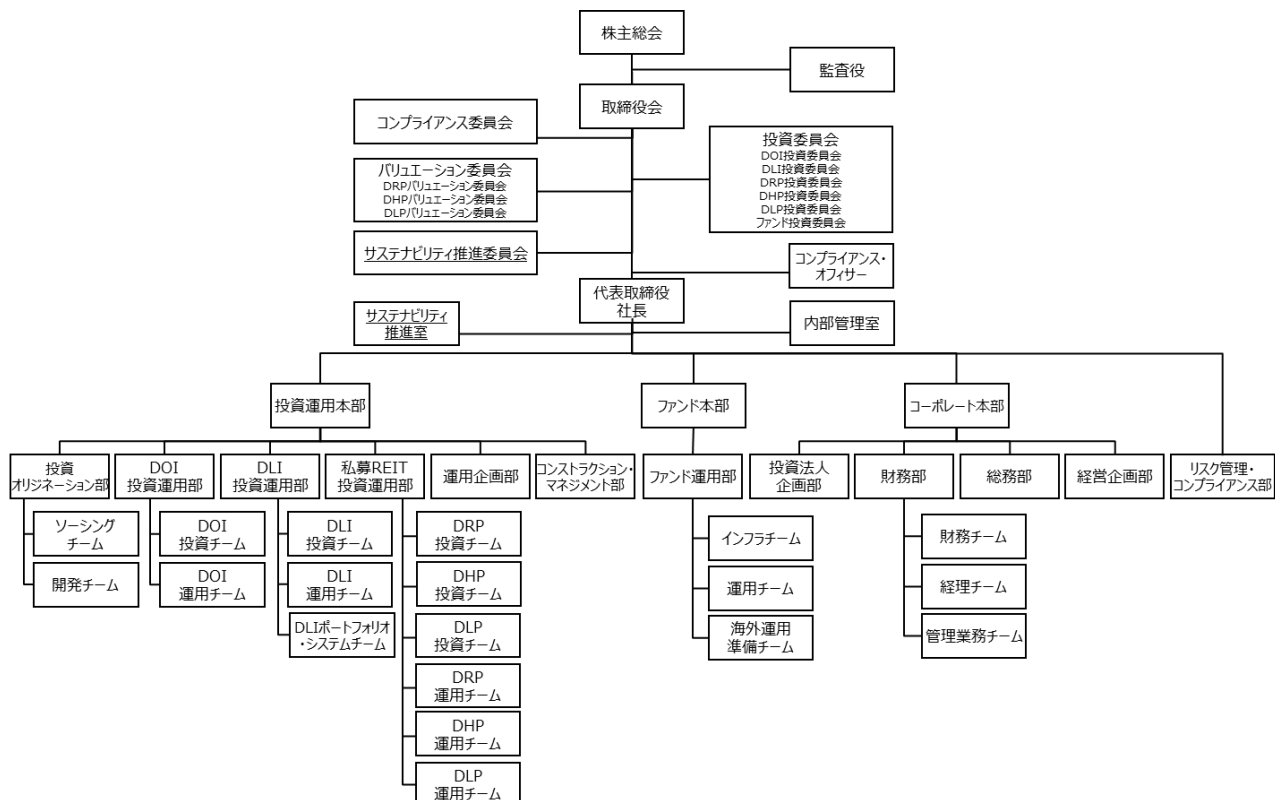 株主総会
監査役
取締役会
コンプライアンス委員会
投資委員会
DOI投資委員会
DLI投資委員会
DRP投資委員会
DHP投資委員会
DLP投資委員会
ファンド投資委員会
バリュエーション委員会
DRPバリュエーション委員会
DHPバリュエーション委員会
DLPバリュエーション委員会
サステナビリティ推進委員会
コンプライアンス・
オフィサー
代表取締役
社長
サステナビリティ
推進室
内部管理室
投資運用本部
ファンド本部
コーポレート本部
投資
オリジネーション部
DOI
投資運用部
DLI
投資運用部
私募REIT
投資運用部
運用企画部
コンストラクション・
マネジメント部
ファンド運用部
投資法人
企画部
財務部
総務部
経営企画部
リスク管理・
コンプライアンス部
ソーシング
チーム
開発チーム
DOI
投資チーム
DOI
運用チーム
DLI
投資チーム
DLI
運用チーム
DLIポートフォリオ
・システムチーム
DRP
投資チーム
DHP
投資チーム
DLP
投資チーム
DRP
運用チーム
DHP
運用チーム
DLP
運用チーム
インフラチーム
運用チーム
海外運用
準備チーム
財務チーム
経理チーム
管理業務チーム